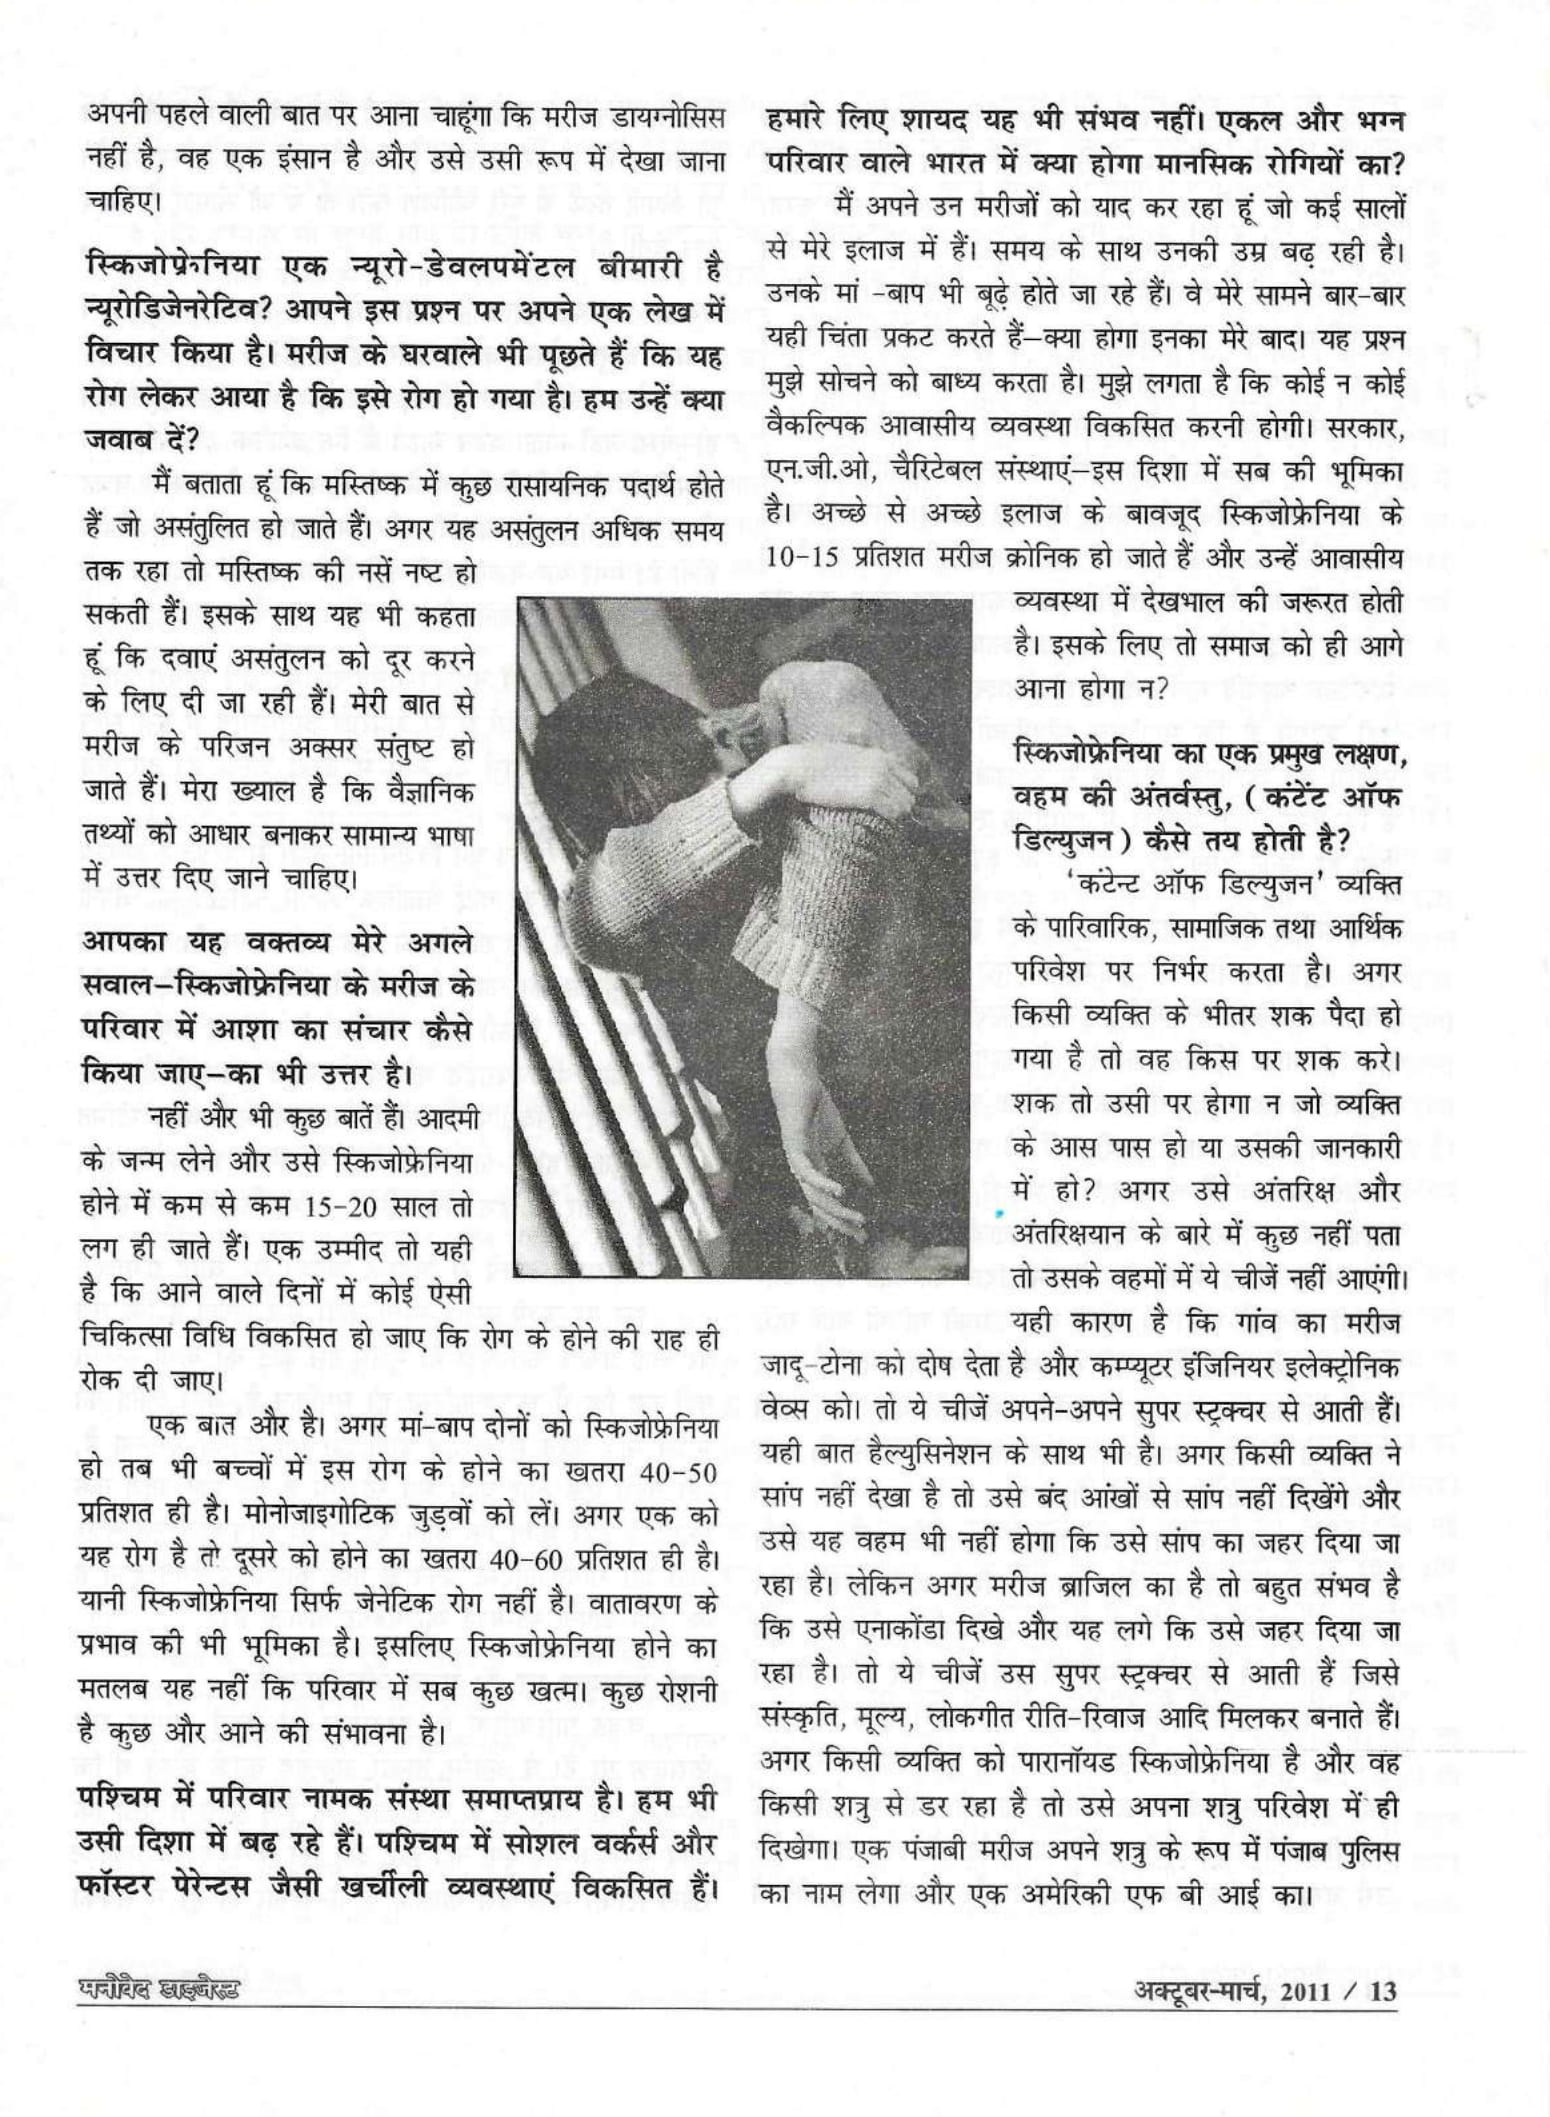 अपनी पहले वाली बात पर आना चाहूंगा कि मरीज डायग्नोसिस
नहीं है, वह एक इंसान है और उसे उसी रूप में देखा जाना
चाहिए।
स्किजोफ्रेनिया एक न्यूरो-डेवलपमेंटल बीमारी है
न्यूरोडिजेनरेटिव? आपने इस प्रश्न पर अपने एक लेख में
विचार किया है। मरीज के घरवाले भी पूछते हैं कि यह
रोग लेकर आया है कि इसे रोग हो गया है। हम उन्हें क्या
जवाब दें?
मैं बताता हूं कि मस्तिष्क में कुछ रासायनिक पदार्थ होते
हैं जो असंतुलित हो जाते हैं। अगर यह असंतुलन अधिक समय
तक रहा तो मस्तिष्क की नसें नष्ट हो
सकती हैं। इसके साथ यह भी कहता
हूं कि दवाएं असंतुलन को दूर करने
के लिए दी जा रही हैं। मेरी बात से
मरीज के परिजन अक्सर संतुष्ट हो
जाते हैं। मेरा ख्याल है कि वैज्ञानिक
तथ्यों को आधार बनाकर सामान्य भाषा
में उत्तर दिए जाने चाहिए।
आपका यह वक्तव्य मेरे अगले
सवाल–स्किजोफ्रेनिया के मरीज के
परिवार में आशा का संचार कैसे
किया जाए–का भी उत्तर है।
नहीं और भी कुछ बातें हैं। आदमी
के जन्म लेने और उसे स्किजोफ्रेनिया
होने में कम से कम 15-20 साल तो
लग ही जाते हैं। एक उम्मीद तो यही
है कि आने वाले दिनों में कोई ऐसी
चिकित्सा विधि विकसित हो जाए कि रोग के होने की राह ही
रोक दी जाए।
एक बात और है। अगर मां-बाप दोनों को स्किजोफ्रेनिया
हो तब भी बच्चों में इस रोग के होने का खतरा 40-50
प्रतिशत ही है। मोनोजाइगोटिक जुड़वों को लें। अगर एक को
यह रोग है तो दूसरे को होने का खतरा 40-60 प्रतिशत ही है।
यानी स्किजोफ्रेनिया सिर्फ जेनेटिक रोग नहीं है। वातावरण के
प्रभाव की भी भूमिका है। इसलिए स्किजोफ्रेनिया होने का
मतलब यह नहीं कि परिवार में सब कुछ खत्म। कुछ रोशनी
है कुछ और आने की संभावना है।
पश्चिम में परिवार नामक संस्था समाप्तप्राय है। हम भी
उसी दिशा में बढ़ रहे हैं। पश्चिम में सोशल वर्कर्स और
फॉस्टर पेरेन्टस जैसी खर्चीली व्यवस्थाएं विकसित हैं।
हमारे लिए शायद यह भी संभव नहीं। एकल और भग्न
परिवार वाले भारत में क्या होगा मानसिक रोगियों का?
मैं अपने उन मरीजों को याद कर रहा हूं जो कई सालों
से मेरे इलाज में हैं। समय के साथ उनकी उम्र बढ़ रही है।
उनके मां -बाप भी बूढ़े होते जा रहे हैं। वे मेरे सामने बार-बार
यही चिंता प्रकट करते हैं–क्या होगा इनका मेरे बाद। यह प्रश्न
मुझे सोचने को बाध्य करता है। मुझे लगता है कि कोई न कोई
वैकल्पिक आवासीय व्यवस्था विकसित करनी होगी। सरकार,
एन.जी.ओ, चैरिटेबल संस्थाएं–इस दिशा में सब की भूमिका
है। अच्छे से अच्छे इलाज के बावजूद स्किजोफ्रेनिया के
10-15 प्रतिशत मरीज क्रोनिक हो जाते हैं और उन्हें आवासीय
व्यवस्था में देखभाल की जरूरत होती
है। इसके लिए तो समाज को ही आगे
आना होगा न?
स्किजोफ्रेनिया का एक प्रमुख लक्षण,
वहम की अंतर्वस्तु, ( कंटेंट ऑफ
डिल्युजन ) कैसे तय होती है?
'कंटेन्ट ऑफ डिल्युजन' व्यक्ति
के पारिवारिक, सामाजिक तथा आर्थिक
परिवेश पर निर्भर करता है। अगर
किसी व्यक्ति के भीतर शक पैदा हो
गया है तो वह किस पर शक करे।
शक तो उसी पर हेागा न जो व्यक्ति
के आस पास हो या उसकी जानकारी
में हो? अगर उसे अंतरिक्ष और
अंतरिक्षयान के बारे में कुछ नहीं पता
तो उसके वहमों में ये चीजें नहीं आएंगी।
यही कारण है कि गांव का मरीज
जादू-टोना को दोष देता है और कम्प्यूटर इंजिनियर इलेक्ट्रोनिक
वेव्स को। तो ये चीजें अपने-अपने सुपर स्ट्रक्चर से आती हैं।
यही बात हैल्युसिनेशन के साथ भी है। अगर किसी व्यक्ति ने
सांप नहीं देखा है तो उसे बंद आंखों से सांप नहीं दिखेंगे और
उसे यह वहम भी नहीं होगा कि उसे सांप का जहर दिया जा
रहा है। लेकिन अगर मरीज ब्राजिल का है तो बहुत संभव है
कि उसे एनाकोंडा दिखे और यह लगे कि उसे जहर दिया जा
रहा है। तो ये चीजें उस सुपर स्ट्रक्चर से आती हैं जिसे
संस्कृति, मूल्य, लोकगीत रीति-रिवाज आदि मिलकर बनाते हैं।
अगर किसी व्यक्ति को पारानॉयड स्किजोफ्रेनिया है और वह
किसी शत्रु से डर रहा है तो उसे अपना शत्रु परिवेश में ही
दिखेगा। एक पंजाबी मरीज अपने शत्रु के रूप में पंजाब पुलिस
का नाम लेगा और एक अमेरिकी एफ बी आई का।
मनोवेद डाइजेस्ट
अक्टूबर-मार्च, 2011 / 13